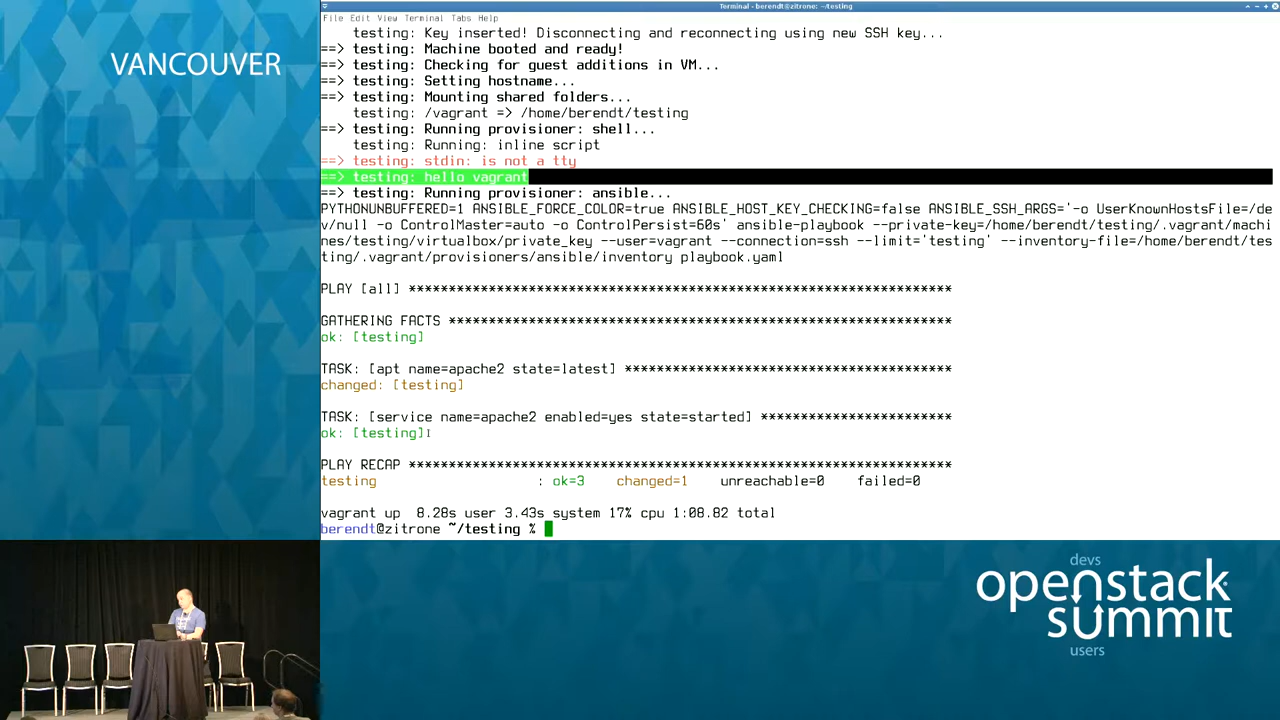 VANCOUVER
Terminal - berendt@zitrone: ~/testing
File Edit View Terminal Tabs Help
testing: Key inserted! Disconnecting and reconnecting using new SSH key...
==> testing: Machine booted and ready!
==> testing: Checking for guest additions in VM...
==> testing: Setting hostname...
==> testing: Mounting shared folders...
testing: /vagrant => /home/berendt/testing
==> testing: Running provisioner: shell...
testing: Running: inline script
==> testing: stdin: is not a tty
==> testing: hello vagrant
==> testing: Running provisioner: ansible...
PYTHONUNBUFFERED=1 ANSIBLE_FORCE_COLOR=true ANSIBLE_HOST_KEY_CHECKING=false ANSIBLE_SSH_ARGS='-o UserKnownHostsFile=/de
v/null -o ControlMaster=auto -o ControlPersist=60s' ansible-playbook --private-key=/home/berendt/testing/.vagrant/machi
nes/testing/virtualbox/private_key --user=vagrant --connection=ssh --limit='testing' --inventory-file=/home/berendt/tes
ting/.vagrant/provisioners/ansible/inventory playbook.yaml
PLAY [all] ********************************************************************
GATHERING FACTS ***************************************************************
ok: [testing]
TASK: [apt name=apache2 state=latest] *****************************************
changed: [testing]
TASK: [service name=apache2 enabled=yes state=started] ************************
ok: [testing]
PLAY RECAP ********************************************************************
testing : ok=3 changed=1 unreachable=0 failed=0
vagrant up 8.28s user 3.43s system 17% cpu 1:08.82 total
berendt@zitrone ~/testing %
devs
openstack
summit
users